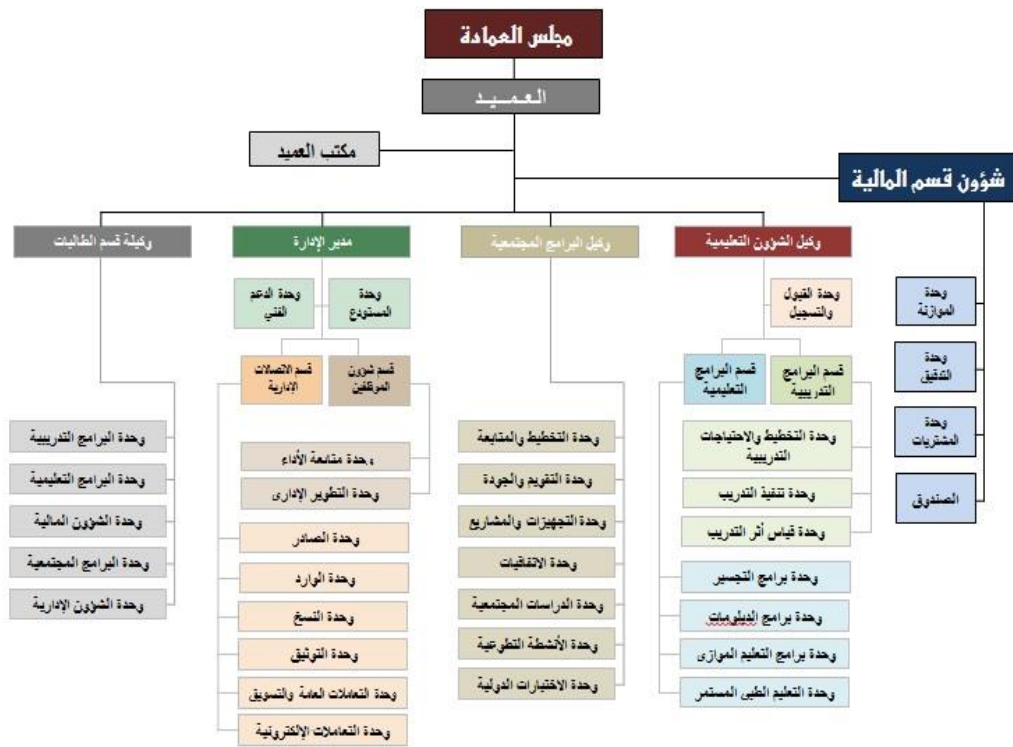 مجلس العمادة
العـمـــيــد
مكتب العميد
شؤون قسم المالية
وحدة
الموازنة
وحدة
التدقيق
وحدة
المشتريات
الصندوق
وكيل الشؤون التعليمية
وحدة القبول
والتسجيل
قسم البرامج
التدريبية
قسم البرامج
التعليمية
وحدة التخطيط والاحتياجات
التدريبية
وحدة تنفيذ التدريب
وحدة قياس أثر التدريب
وحدة برامج التجسير
وحدة برامج الدبلومات
وحدة برامج التعليم الموازى
وحدة التعليم الطبى المستمر
وكيل البرامج المجتمعية
وحدة التخطيط والمتابعة
وحدة التقويم والجودة
وحدة التجهيزات والمشاريع
وحدة الاتفاقيات
وحدة الدراسات المجتمعية
وحدة الأنشطة التطوعية
وحدة الاختبارات الدولية
مدير الإدارة
وحدة
المستودع
وحدة الدعم
الفني
قسم شؤون
الموظفين
قسم الاتصالات
الإدارية
وحدة متابعة الأداء
وحدة التطوير الإدارى
وحدة الصادر
وحدة الوارد
وحدة النسخ
وحدة التوثيق
وحدة التعاملات العامة والتسويق
وحدة التعاملات الإلكترونية
وكيلة قسم الطالبات
وحدة البرامج التدريبية
وحدة البرامج التعليمية
وحدة الشؤون المالية
وحدة البرامج المجتمعية
وحدة الشؤون الإدارية